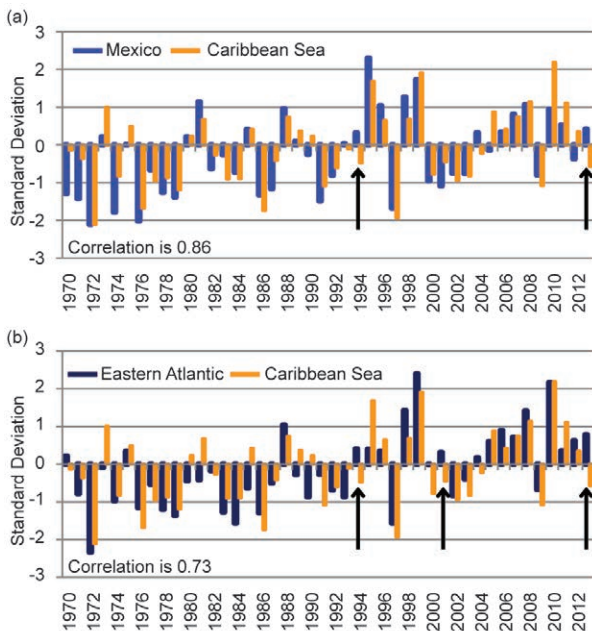 (a)
3
Mexico Caribbean Sea
2
1
0
-1
-2
-3
Standard Deviation
Correlation is 0.86
1970 1972 1974 1976 1978 1980 1982 1984 1986 1988 1990 1992 1994 1996 1998 2000 2002 2004 2006 2008 2010 2012
(b)
3
Eastern Atlantic Caribbean Sea
2
1
0
-1
-2
-3
Standard Deviation
Correlation is 0.73
1970 1972 1974 1976 1978 1980 1982 1984 1986 1988 1990 1992 1994 1996 1998 2000 2002 2004 2006 2008 2010 2012